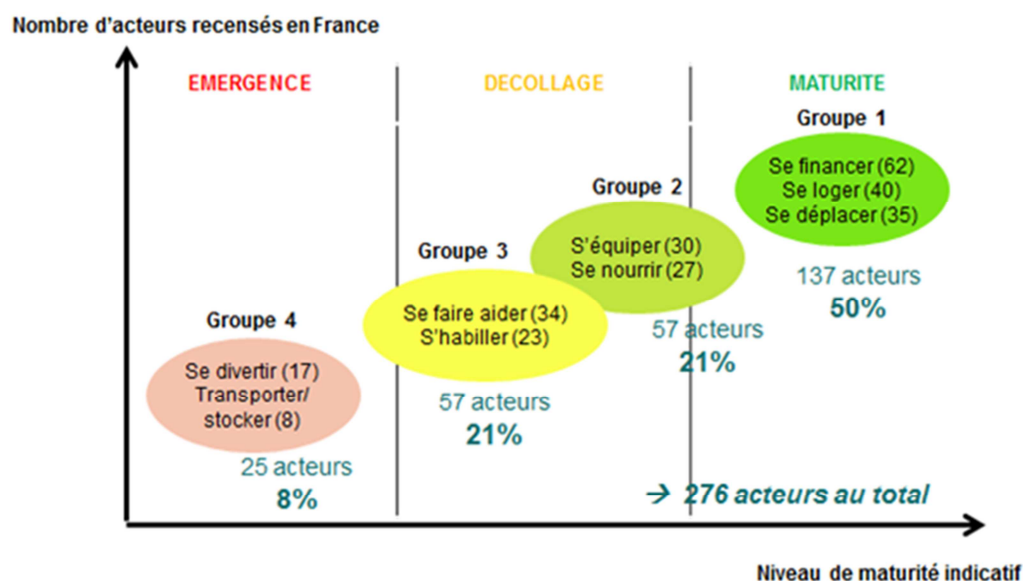 Nombre d'acteurs recensés en France
EMERGENCE
DECOLLAGE
MATURITE
Groupe 1
Se financer (62)
Se loger (40)
Se déplacer (35)
137 acteurs
50%
Groupe 2
S'équiper (30)
Se nourrir (27)
57 acteurs
21%
Groupe 3
Se faire aider (34)
S'habiller (23)
57 acteurs
21%
Groupe 4
Se divertir (17)
Transporter/
stocker (8)
25 acteurs
8%
→ 276 acteurs au total
Niveau de maturité indicatif